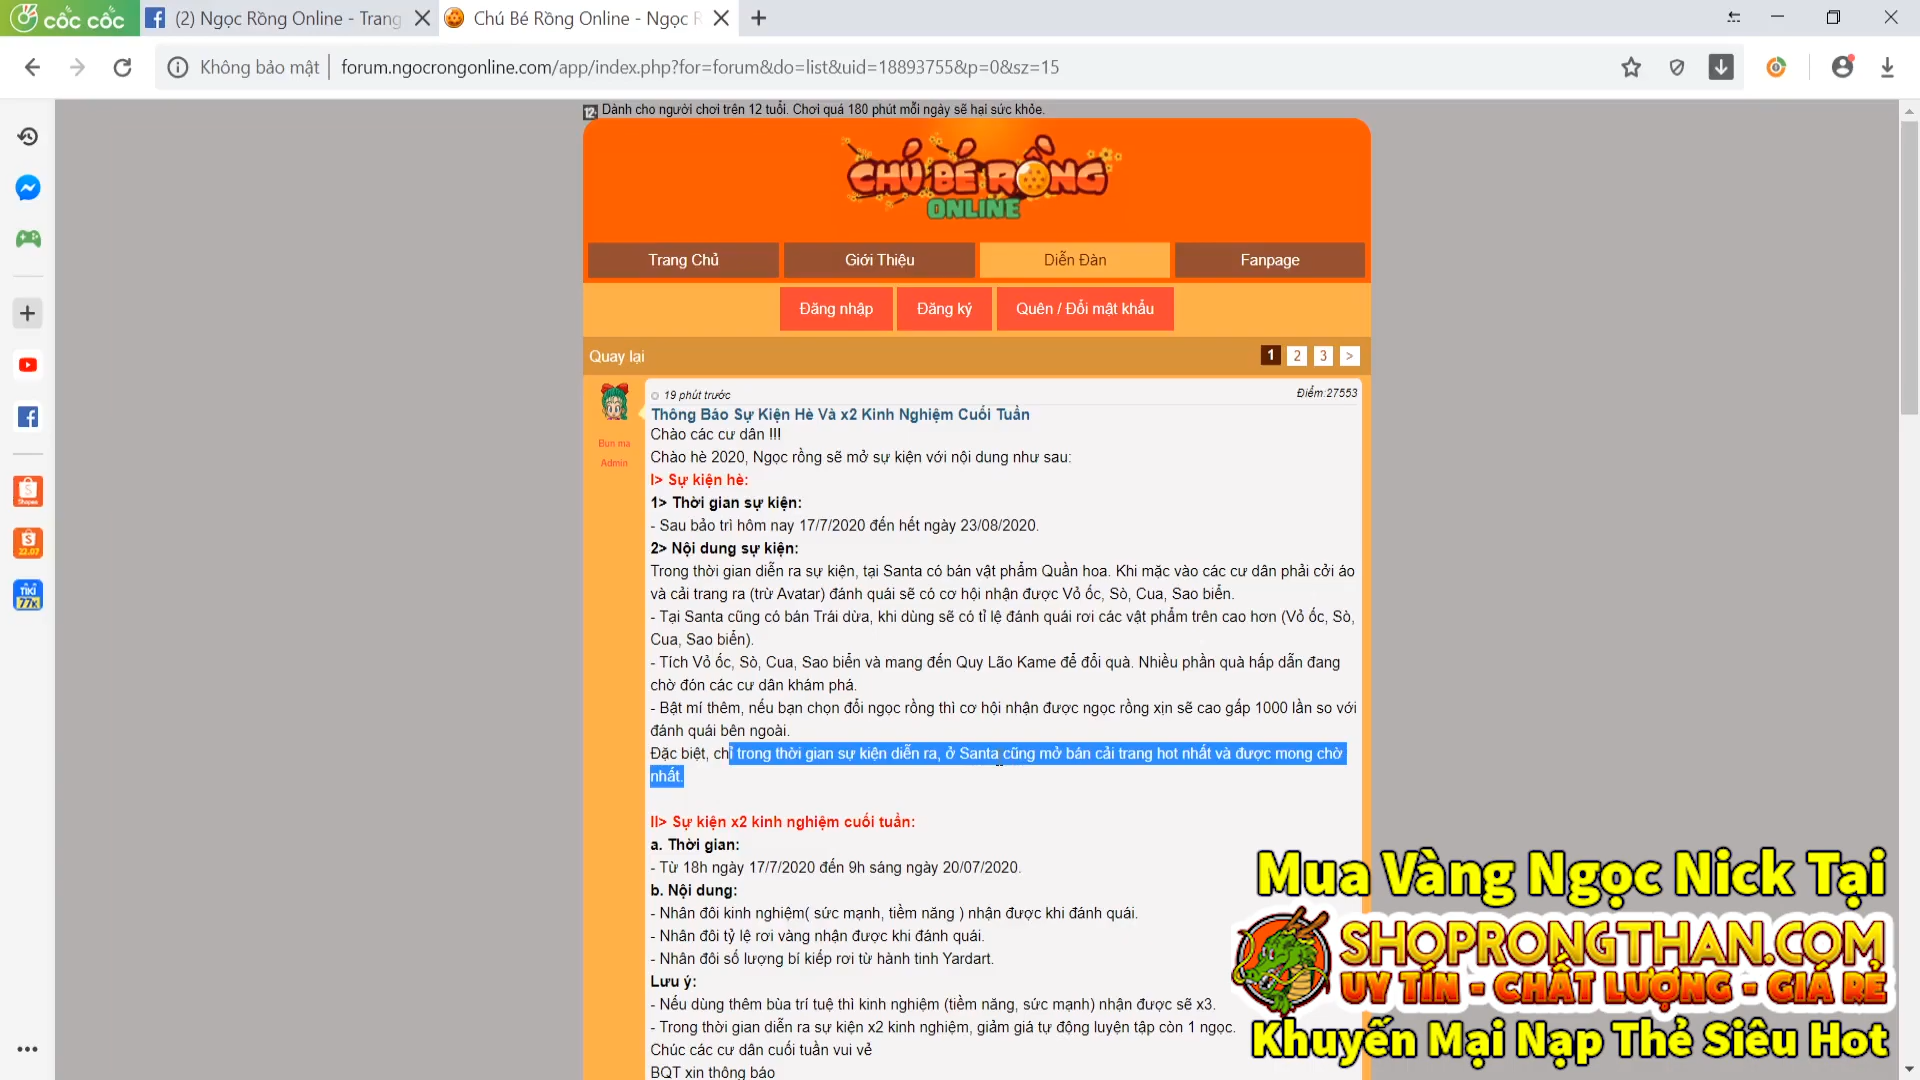 cốc cốc
(2) Ngọc Rồng Online - Trang
Chú Bé Rồng Online - Ngọc R
Không bảo mật
forum.ngocrongonline.com/app/index.php?for=forum&do=list&uid=18893755&p=0&sz=15
12+ Dành cho người chơi trên 12 tuổi. Chơi quá 180 phút mỗi ngày sẽ hại sức khỏe.
CHÚ BÉ RỒNG
ONLINE
Trang Chủ
Giới Thiệu
Diễn Đàn
Fanpage
Đăng nhập
Đăng ký
Quên / Đổi mật khẩu
Quay lại
1 2 3 >
19 phút trước
Điểm:27553
Bun ma
Admin
Thông Báo Sự Kiện Hè Và x2 Kinh Nghiệm Cuối Tuần
Chào các cư dân !!!
Chào hè 2020, Ngọc rồng sẽ mở sự kiện với nội dung như sau:
I> Sự kiện hè:
1> Thời gian sự kiện:
- Sau bảo trì hôm nay 17/7/2020 đến hết ngày 23/08/2020.
2> Nội dung sự kiện:
Trong thời gian diễn ra sự kiện, tại Santa có bán vật phẩm Quần hoa. Khi mặc vào các cư dân phải cởi áo
và cải trang ra (trừ Avatar) đánh quái sẽ có cơ hội nhận được Vỏ ốc, Sò, Cua, Sao biển.
- Tại Santa cũng có bán Trái dừa, khi dùng sẽ có tỉ lệ đánh quái rơi các vật phẩm trên cao hơn (Vỏ ốc, Sò,
Cua, Sao biển).
- Tích Vỏ ốc, Sò, Cua, Sao biển và mang đến Quy Lão Kame để đổi quà. Nhiều phần quà hấp dẫn đang
chờ đón các cư dân khám phá.
- Bật mí thêm, nếu bạn chọn đổi ngọc rồng thì cơ hội nhận được ngọc rồng xịn sẽ cao gấp 1000 lần so với
đánh quái bên ngoài.
Đặc biệt, chỉ trong thời gian sự kiện diễn ra, ở Santa cũng mở bán cải trang hot nhất và được mong chờ
nhất.
II> Sự kiện x2 kinh nghiệm cuối tuần:
a. Thời gian:
- Từ 18h ngày 17/7/2020 đến 9h sáng ngày 20/07/2020.
b. Nội dung:
- Nhân đôi kinh nghiệm( sức mạnh, tiềm năng ) nhận được khi đánh quái.
- Nhân đôi tỷ lệ rơi vàng nhận được khi đánh quái.
- Nhân đôi số lượng bí kiếp rơi từ hành tinh Yardart.
Lưu ý:
- Nếu dùng thêm bùa trí tuệ thì kinh nghiệm (tiềm năng, sức mạnh) nhận được sẽ x3.
- Trong thời gian diễn ra sự kiện x2 kinh nghiệm, giảm giá tự động luyện tập còn 1 ngọc.
Chúc các cư dân cuối tuần vui vẻ
BQT xin thông báo
Shopee
22.07
TIKI
77K
Mua Vàng Ngọc Nick Tại
SHOPRONGTHAN.COM
UY TÍN - CHẤT LƯỢNG - GIÁ RẺ
Khuyến Mại Nạp Thẻ Siêu Hot